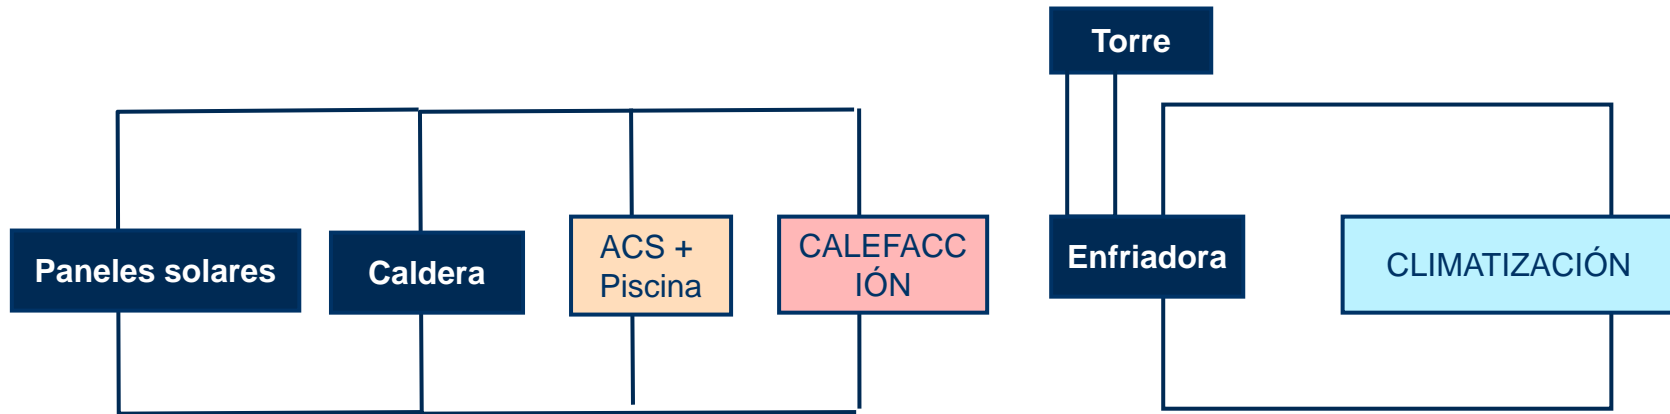 Torre
Paneles solares
Caldera
ACS +
Piscina
CALEFACC
IÓN
Enfriadora
CLIMATIZACIÓN